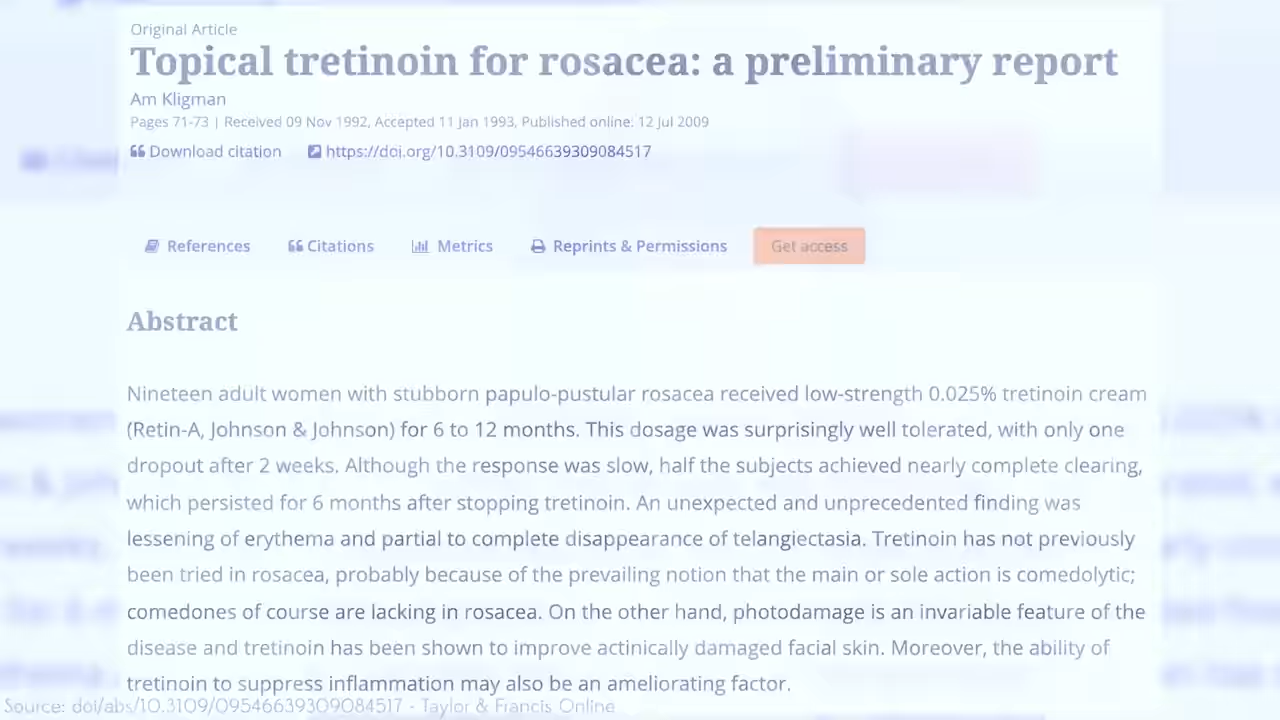 Original Article
Topical tretinoin for rosacea: a preliminary report
Am Kligman
Pages 71-73 | Received 09 Nov 1992, Accepted 11 Jan 1993, Published online: 12 Jul 2009
Download citation https://doi.org/10.3109/09546639309084517
References Citations Metrics Reprints & Permissions Get access
Abstract
Nineteen adult women with stubborn papulo-pustular rosacea received low-strength 0.025% tretinoin cream
(Retin-A, Johnson & Johnson) for 6 to 12 months. This dosage was surprisingly well tolerated, with only one
dropout after 2 weeks. Although the response was slow, half the subjects achieved nearly complete clearing,
which persisted for 6 months after stopping tretinoin. An unexpected and unprecedented finding was
lessening of erythema and partial to complete disappearance of telangiectasia. Tretinoin has not previously
been tried in rosacea, probably because of the prevailing notion that the main or sole action is comedolytic;
comedones of course are lacking in rosacea. On the other hand, photodamage is an invariable feature of the
disease and tretinoin has been shown to improve actinically damaged facial skin. Moreover, the ability of
tretinoin to suppress inflammation may also be an ameliorating factor.
Source: doi/abs/10.3109/09546639309084517 - Taylor & Francis Online